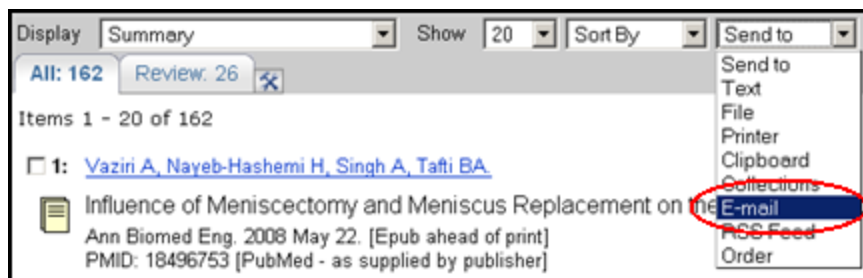 Display Summary Show 20 Sort By Send to
All: 162 Review: 26
Items 1 - 20 of 162
1: Vaziri A, Nayeb-Hashemi H, Singh A, Tafti BA.
Influence of Meniscectomy and Meniscus Replacement on the
Ann Biomed Eng. 2008 May 22. [Epub ahead of print]
PMID: 18496753 [PubMed - as supplied by publisher]
Send to
Text
File
Printer
Clipboard
Collections
E-mail
RSS Feed
Order